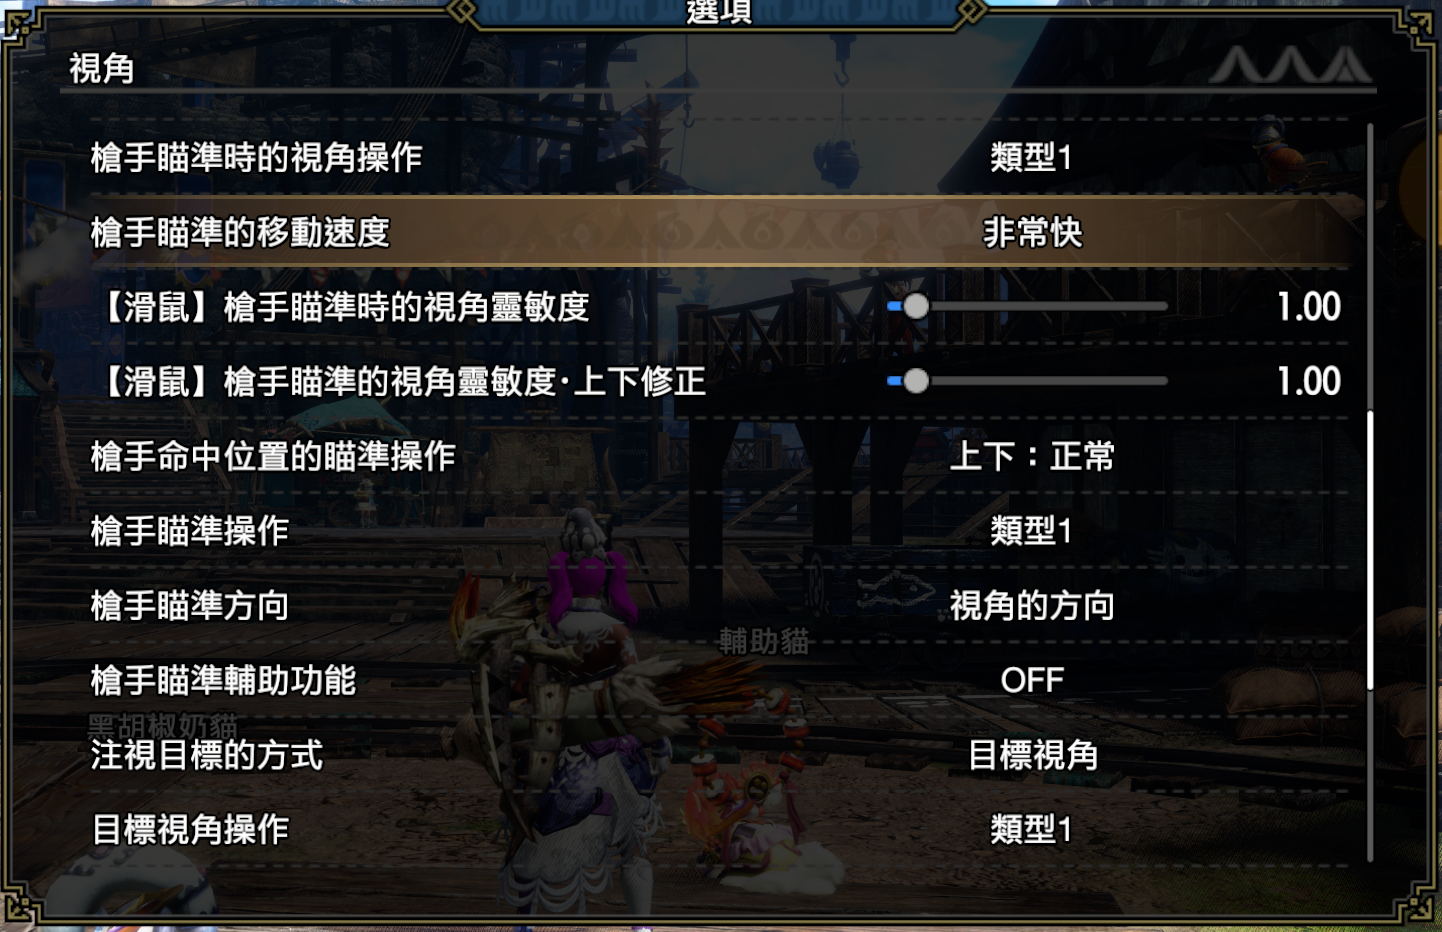 選項
視角
槍手瞄準時的視角操作 類型1
槍手瞄準的移動速度 非常快
【滑鼠】槍手瞄準時的視角靈敏度 1.00
【滑鼠】槍手瞄準的視角靈敏度·上下修正 1.00
槍手命中位置的瞄準操作 上下：正常
槍手瞄準操作 類型1
槍手瞄準方向 視角的方向
輔助貓
槍手瞄準輔助功能 OFF
黑胡椒奶貓
注視目標的方式 目標視角
目標視角操作 類型1